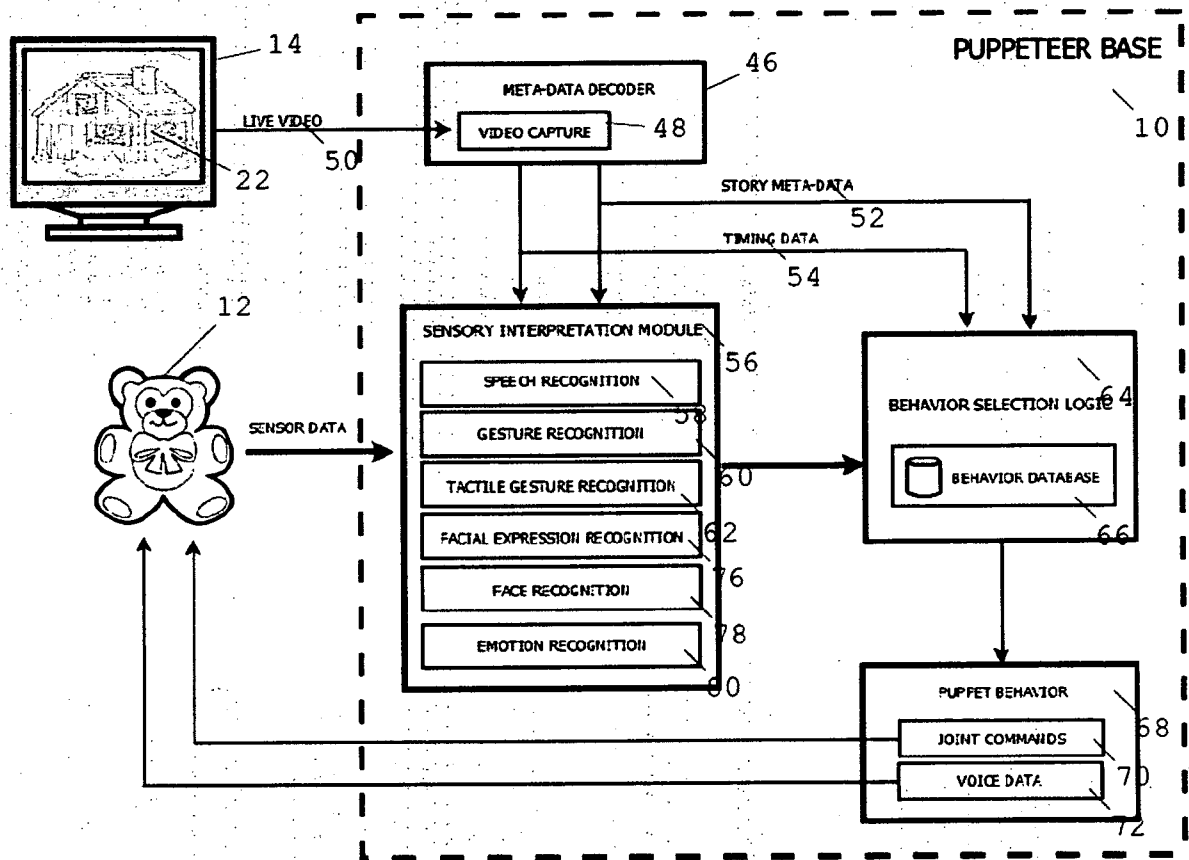 PUPPETEER BASE
10
14
22
LIVE VIDEO
50
META-DATA DECODER
46
VIDEO CAPTURE
48
STORY META-DATA
52
TIMING DATA
54
12
SENSOR DATA
SENSORY INTERPRETATION MODULE
56
SPEECH RECOGNITION
58
GESTURE RECOGNITION
60
TACTILE GESTURE RECOGNITION
62
FACIAL EXPRESSION RECOGNITION
76
FACE RECOGNITION
78
EMOTION RECOGNITION
80
64
BEHAVIOR SELECTION LOGIC
BEHAVIOR DATABASE
66
PUPPET BEHAVIOR
68
JOINT COMMANDS
70
VOICE DATA
72